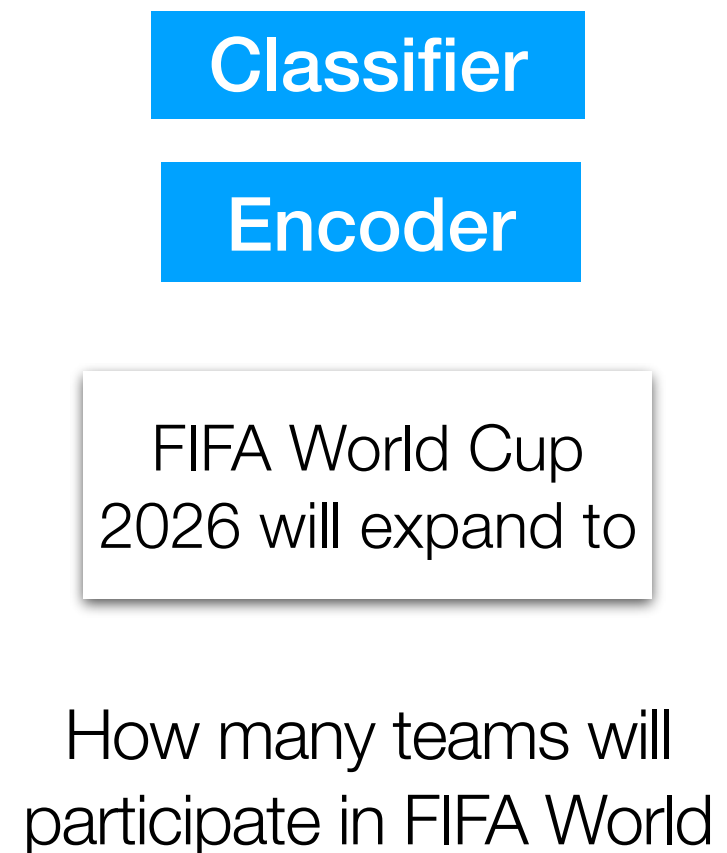 Classifier
Encoder
FIFA World Cup
2026 will expand to
How many teams will
participate in FIFA World